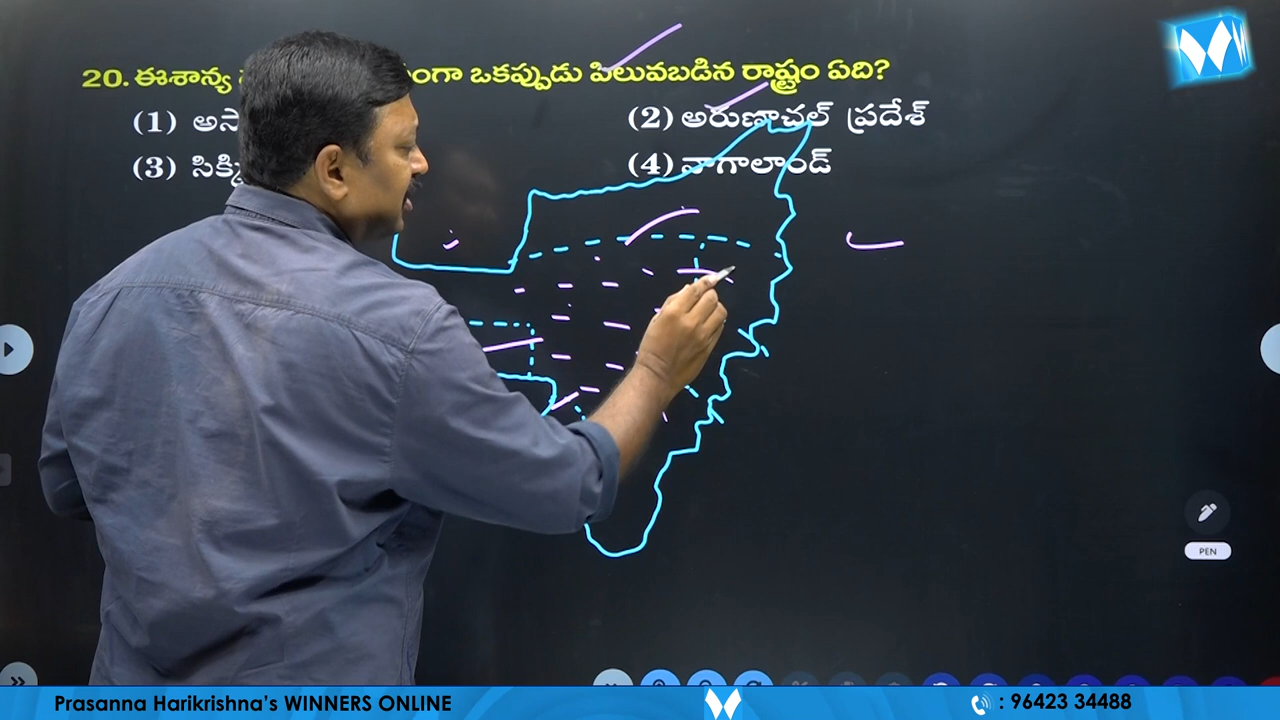 20. ఈశాన్య ఒకప్పుడు పిలువబడిన రాష్ట్రం ఏది?
(1) (2) అరుణాచల్ ప్రదేశ్
(3) (4) నాగాలాండ్
PEN
Prasanna Harikrishna's WINNERS ONLINE : 96423 34488